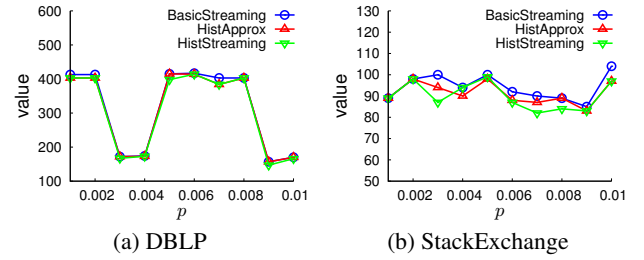 BasicStreaming
HistApprox
HistStreaming
value
600
500
400
300
200
100
0.002 0.004 0.006 0.008 0.01
p
(a) DBLP
BasicStreaming
HistApprox
HistStreaming
value
130
120
110
100
90
80
70
60
50
0.002 0.004 0.006 0.008 0.01
p
(b) StackExchange